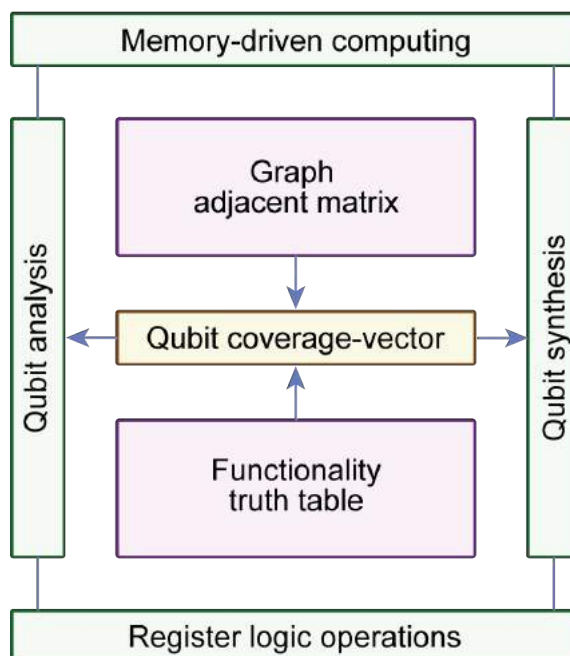 Memory-driven computing
Qubit analysis
Graph
adjacent matrix
Qubit coverage-vector
Functionality
truth table
Qubit synthesis
Register logic operations